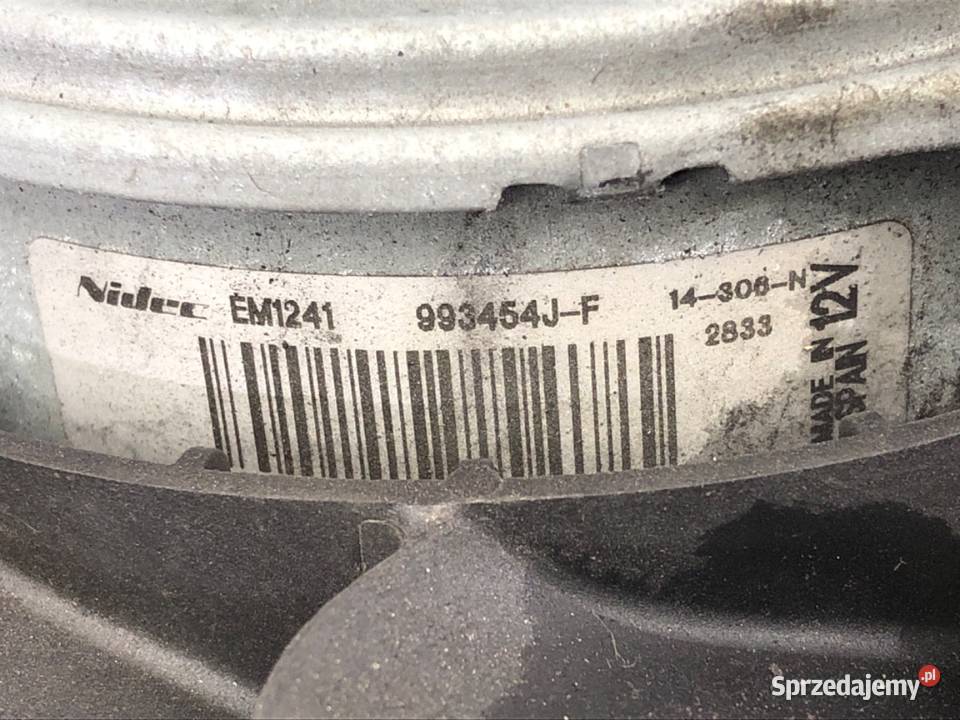 Nidec EM1241 993454J-F 14-306-N
2833
MADE IN
SPAIN
12V
Sprzedajemy.pl